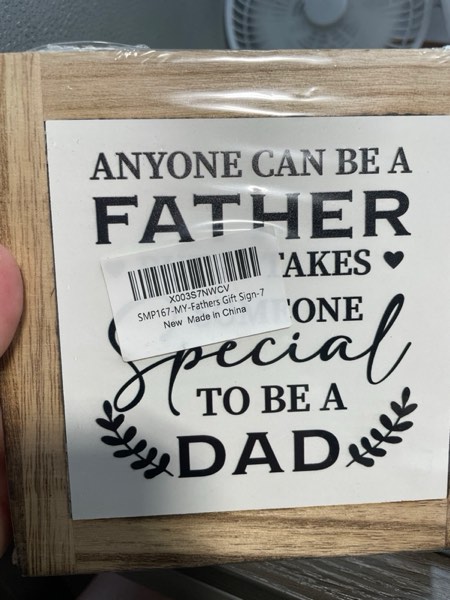 ANYONE CAN BE A
FATHER
TAKES
X003S7NWCV
SMP167-MY-Fathers Gift Sign-7
New Made in China
EONE
Special
TO BE A
DAD